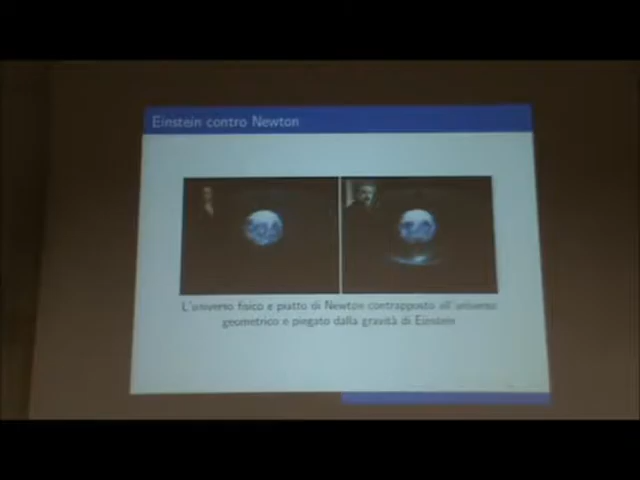 Einstein contro Newton
L'universo fisico e piatto di Newton contrapposto all'universo
geometrico e piegato dalla gravità di Einstein